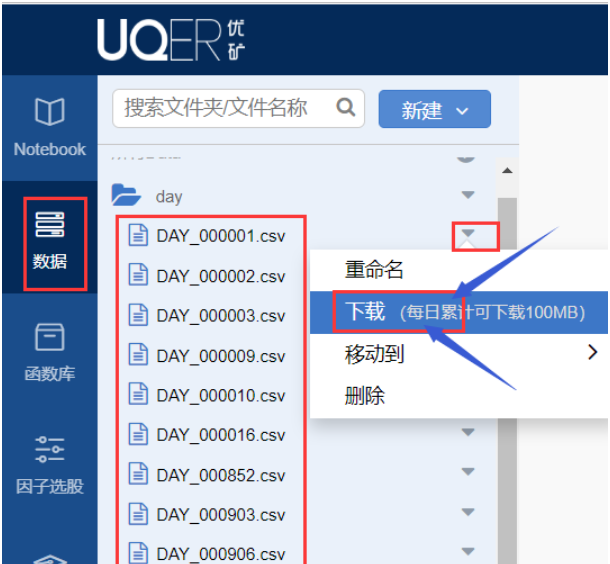 UQER 优矿
搜索文件夹/文件名称
新建
Notebook
day
DAY_000001.csv
数据
重命名
DAY_000002.csv
下载 (每日累计可下载100MB)
DAY_000003.csv
函数库
移动到
DAY_000009.csv
删除
DAY_000010.csv
DAY_000016.csv
因子选股
DAY_000852.csv
DAY_000903.csv
DAY_000906.csv